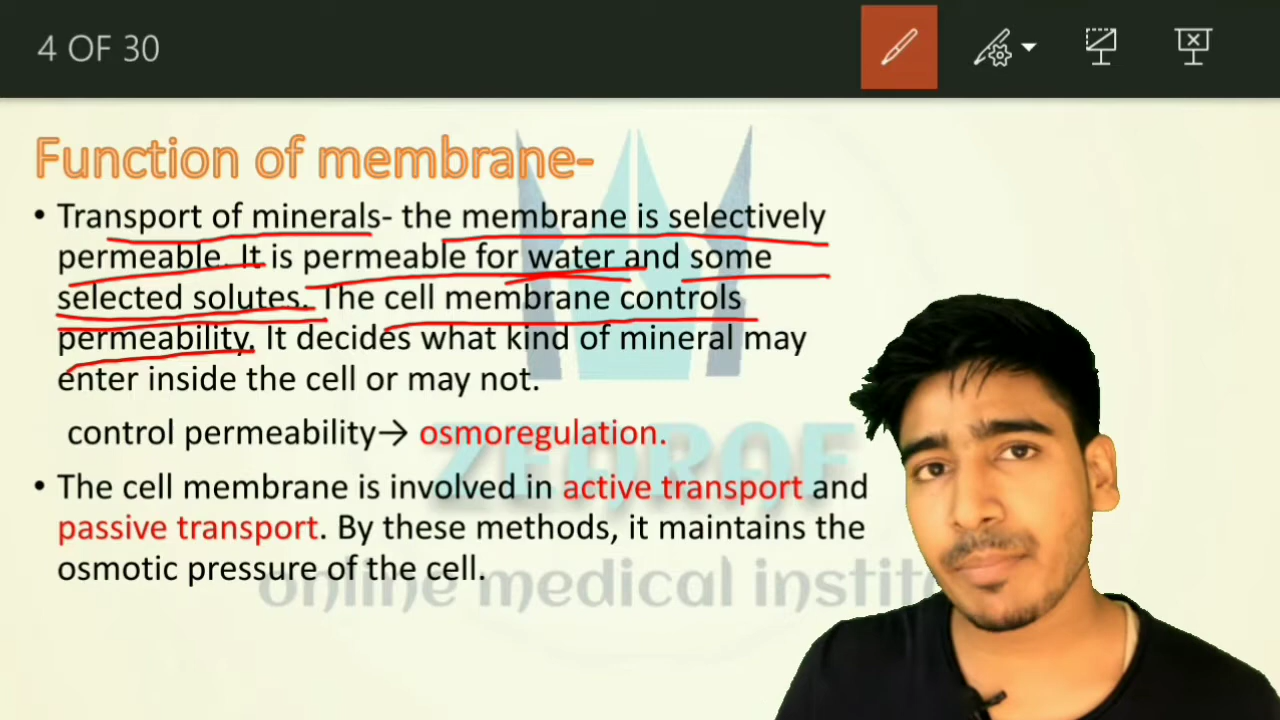 4 OF 30
Function of membrane-
• Transport of minerals- the membrane is selectively
permeable. It is permeable for water and some
selected solutes. The cell membrane controls
permeability. It decides what kind of mineral may
enter inside the cell or may not.
control permeability→ osmoregulation.
• The cell membrane is involved in active transport and
passive transport. By these methods, it maintains the
osmotic pressure of the cell.
online medical